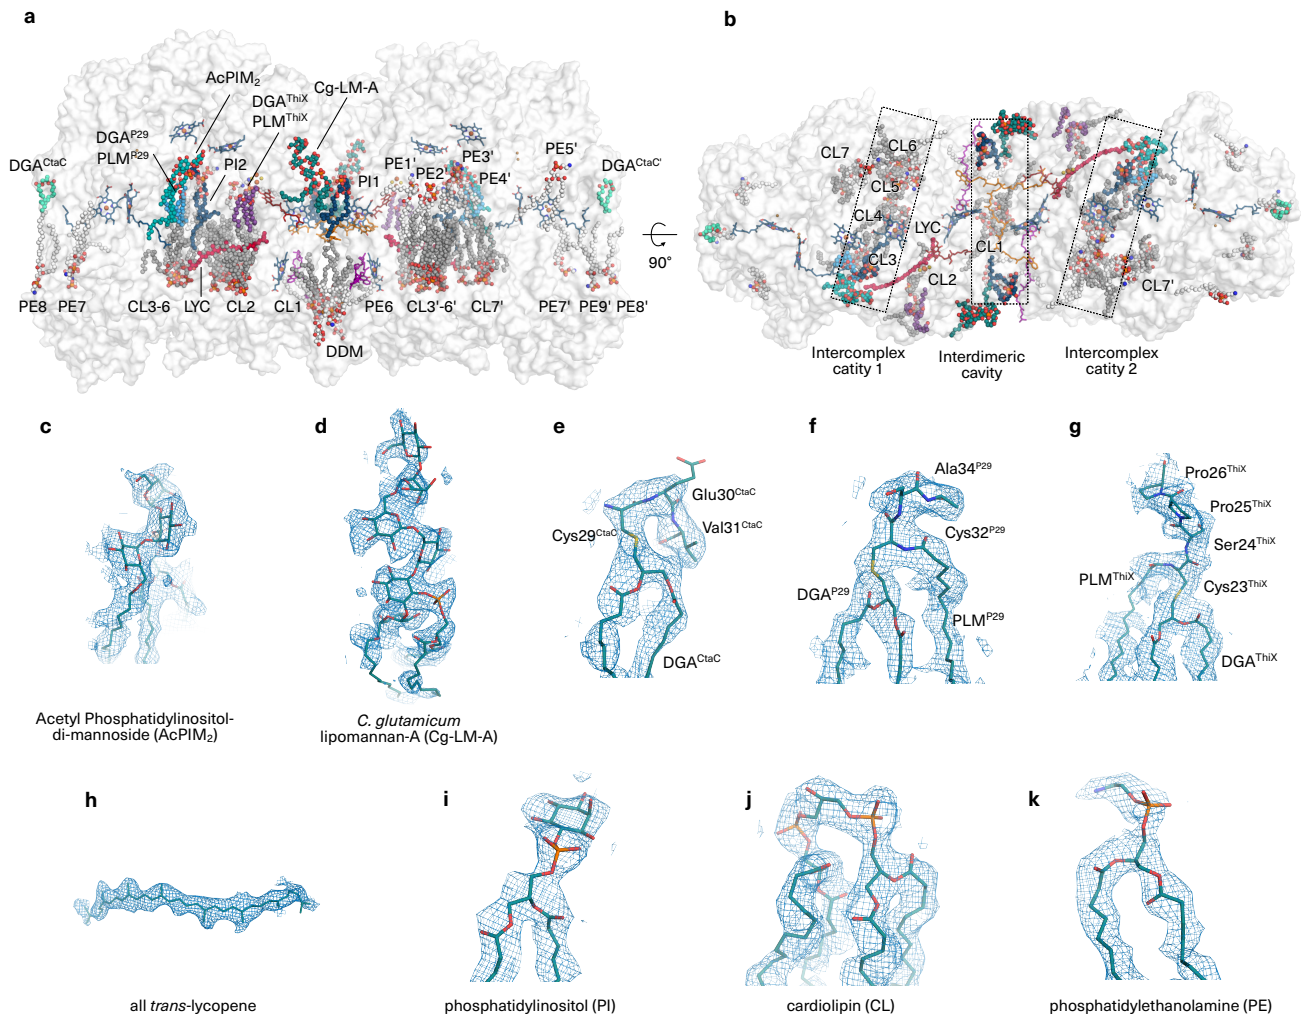 a
AcPIM₂
DGAᵀʰⁱˣ
PLMᵀʰⁱˣ
Cg-LM-A
DGAᴾ²⁹
PLMᴾ²⁹
DGAᶜᵗᵃᶜ
PI2
PI1
PE1'
PE2'
PE3'
PE4'
PE5'
DGAᶜᵗᵃᶜ'
PE8
PE7
CL3-6
LYC
CL2
CL1
PE6
CL3'-6'
CL7'
PE7'
PE9'
PE8'
DDM
90°
b
CL7
CL6
CL5
CL4
LYC
CL3
CL1
CL2
CL7'
Intercomplex
catity 1
Interdimeric
cavity
Intercomplex
catity 2
c
Acetyl Phosphatidylinositol-
di-mannoside (AcPIM₂)
d
C. glutamicum
lipomannan-A (Cg-LM-A)
e
Glu30ᶜᵗᵃᶜ
Cys29ᶜᵗᵃᶜ
Val31ᶜᵗᵃᶜ
DGAᶜᵗᵃᶜ
f
Ala34ᴾ²⁹
Cys32ᴾ²⁹
DGAᴾ²⁹
PLMᴾ²⁹
g
Pro26ᵀʰⁱˣ
Pro25ᵀʰⁱˣ
Ser24ᵀʰⁱˣ
PLMᵀʰⁱˣ
Cys23ᵀʰⁱˣ
DGAᵀʰⁱˣ
h
all trans-lycopene
i
phosphatidylinositol (PI)
j
cardiolipin (CL)
k
phosphatidylethanolamine (PE)